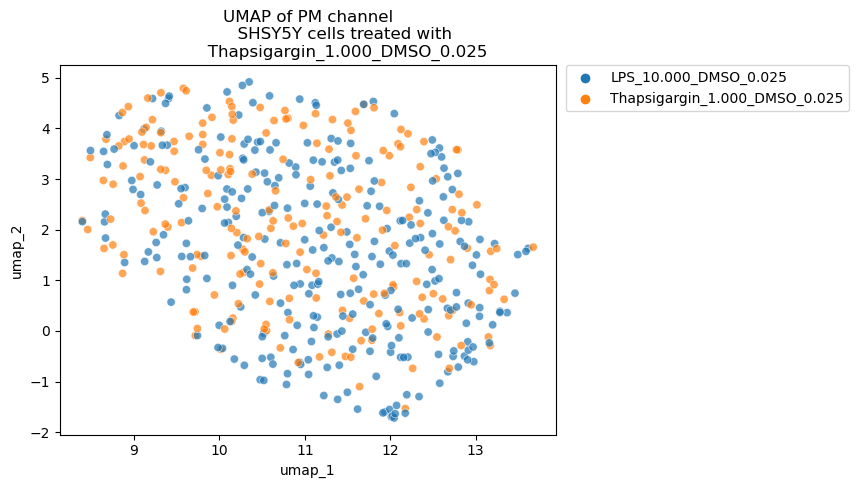 UMAP of PM channel
SHSY5Y cells treated with
Thapsigargin_1.000_DMSO_0.025
LPS_10.000_DMSO_0.025
Thapsigargin_1.000_DMSO_0.025
umap_2
5
4
3
2
1
0
−1
−2
9 10 11 12 13
umap_1